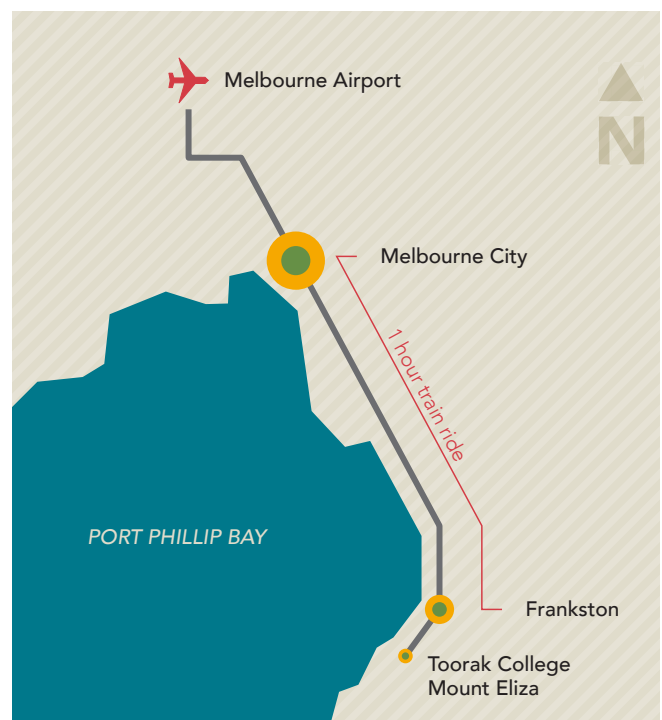 Melbourne Airport
N
Melbourne City
1 hour train ride
PORT PHILLIP BAY
Frankston
Toorak College
Mount Eliza